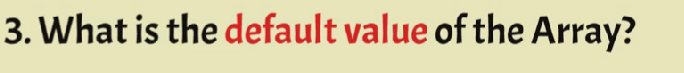 3. What is the default value of the Array?